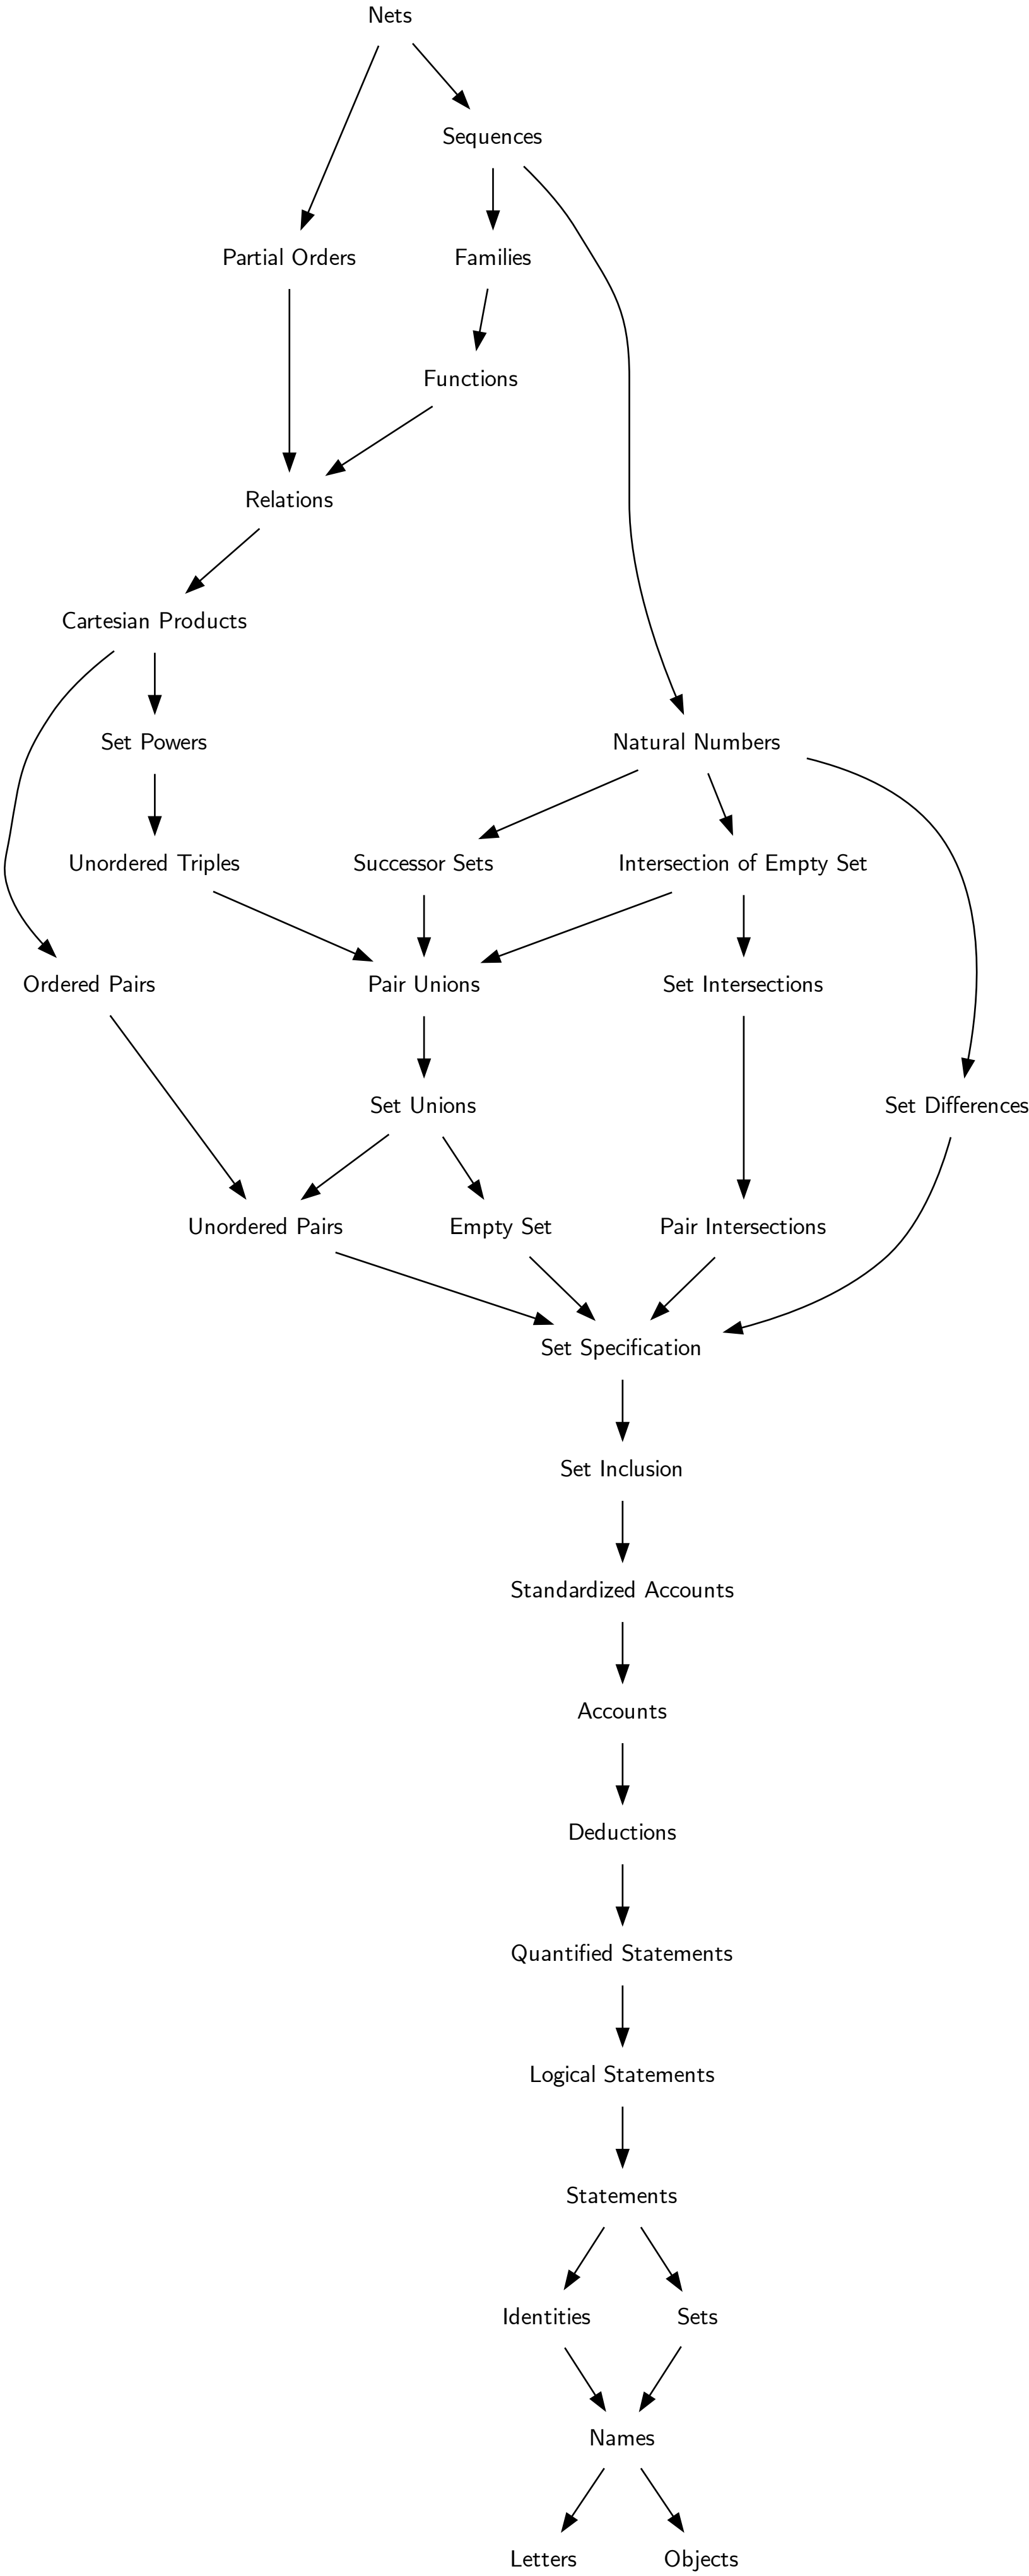 Nets
Sequences
Partial Orders
Families
Functions
Relations
Cartesian Products
Set Powers
Natural Numbers
Unordered Triples
Successor Sets
Intersection of Empty Set
Ordered Pairs
Pair Unions
Set Intersections
Set Unions
Set Differences
Unordered Pairs
Empty Set
Pair Intersections
Set Specification
Set Inclusion
Standardized Accounts
Accounts
Deductions
Quantified Statements
Logical Statements
Statements
Identities
Sets
Names
Letters
Objects